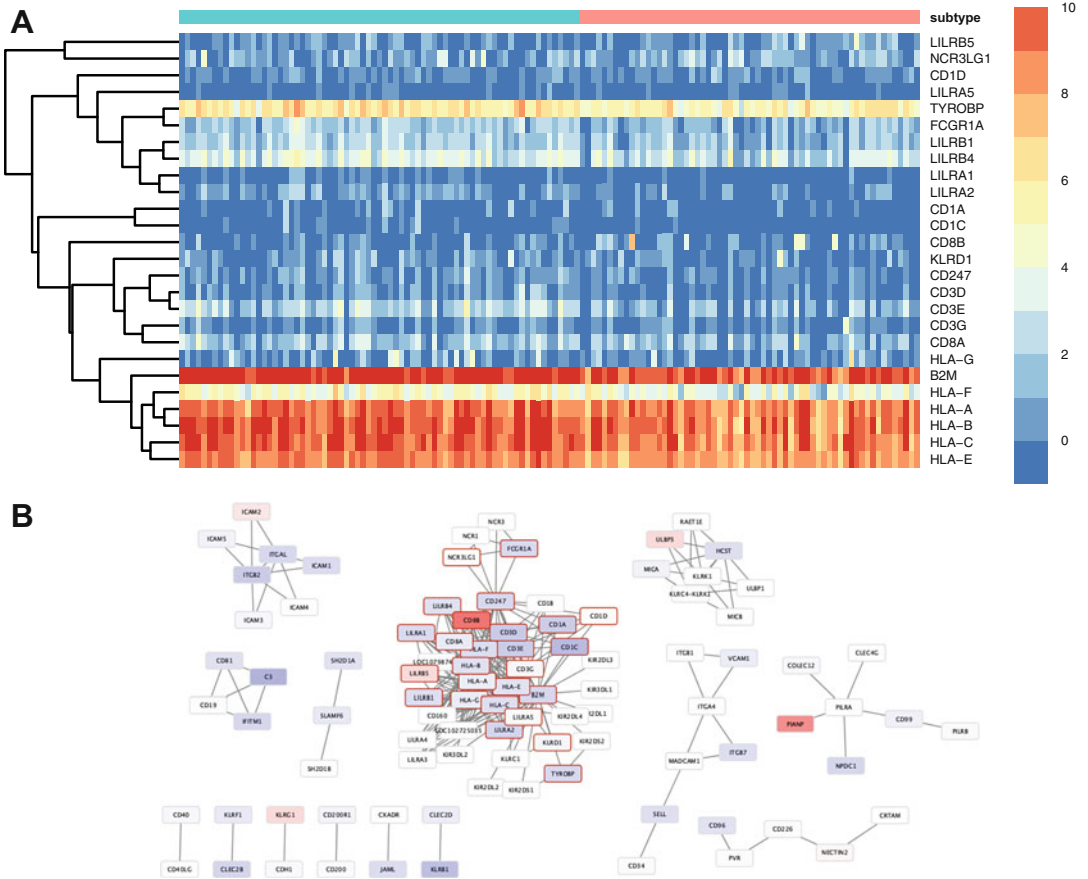 A
subtype
10
8
6
4
2
0
LILRB5
NCR3LG1
CD1D
LILRA5
TYROBP
FCGR1A
LILRB1
LILRB4
LILRA1
LILRA2
CD1A
CD1C
CD8B
KLRD1
CD247
CD3D
CD3E
CD3G
CD8A
HLA−G
B2M
HLA−F
HLA−A
HLA−B
HLA−C
HLA−E
B
ICAM2
ICAM5
ITGAL
ITGB2
ICAM1
ICAM4
ICAM3
NCR3
NCR1
NCR3LG1
FCGR1A
RAET1E
ULBP3
HCST
MICA
KLRK1
KLRC4-KLRK1
ULBP1
MICB
LILRB4
CD247
CD1B
CD1D
CD8B
CD1A
LILRA1
CD3D
CD8A
HLA-F
CD3E
CD1C
LILRB5
HLA-B
CD3G
KIR2DL3
HLA-A
HLA-E
LILRB1
HLA-G
HLA-C
B2M
KIR3DL1
CD160
LILRA5
KIR2DL4
LOC102725035
LILRA2
LILRA4
KLRD1
KIR2DS2
LILRA3
KIR3DL2
KLRC1
TYROBP
KIR2DL2
KIR2DS1
CD81
C3
CD19
IFITM1
SH2D1A
SLAMF6
SH2D1B
ITGB1
VCAM1
ITGA4
MADCAM1
ITGB7
SELL
CD34
COLEC12
CLEC4G
PILRA
PIANP
CD99
PILRB
NPDC1
CD40
KLRF1
KLRG1
CD200R1
CXADR
CLEC2D
CD40LG
CLEC2B
CDH1
CD200
JAML
KLRB1
CD96
CD226
CRTAM
PVR
NECTIN2